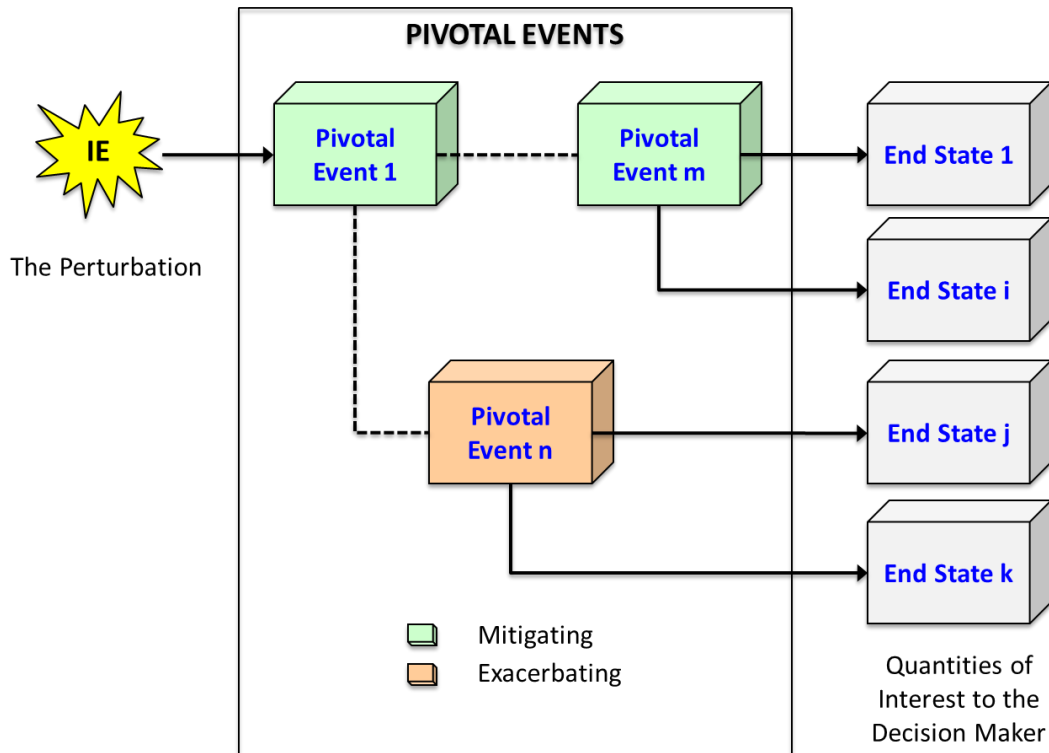 PIVOTAL EVENTS
IE
The Perturbation
Pivotal
Event 1
Pivotal
Event m
Pivotal
Event n
End State 1
End State i
End State j
End State k
Mitigating
Exacerbating
Quantities of
Interest to the
Decision Maker